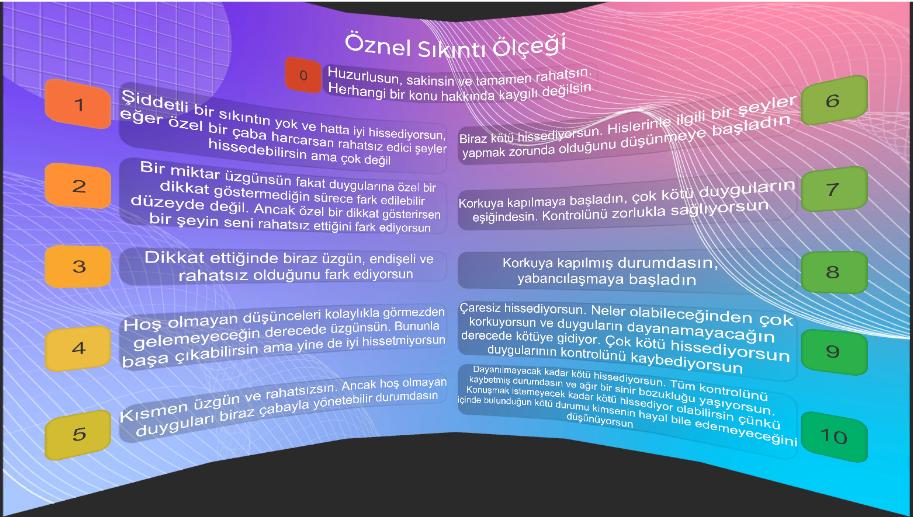 Öznel Sıkıntı Ölçeği
0
Huzurlusun, sakinsin ve tamamen rahatsın.
Herhangi bir konu hakkında kaygılı değilsin
1
Şiddetli bir sıkıntın yok ve hatta iyi hissediyorsun,
eğer özel bir çaba harcarsan rahatsız edici şeyler
hissedebilirsin ama çok değil
2
Bir miktar üzgünsün fakat duygularına özel bir
dikkat göstermediğin sürece fark edilebilir
düzeyde değil. Ancak özel bir dikkat gösterirsen
bir şeyin seni rahatsız ettiğini fark ediyorsun
3
Dikkat ettiğinde biraz üzgün, endişeli ve
rahatsız olduğunu fark ediyorsun
4
Hoş olmayan düşünceleri kolaylıkla görmezden
gelemeyeceğin derecede üzgünsün. Bununla
başa çıkabilirsin ama yine de iyi hissetmiyorsun
5
Kısmen üzgün ve rahatsızsın. Ancak hoş olmayan
duyguları biraz çabayla yönetebilir durumdasın
6
Biraz kötü hissediyorsun. Hislerinle ilgili bir şeyler
yapmak zorunda olduğunu düşünmeye başladın
7
Korkuya kapılmaya başladın, çok kötü duyguların
eşiğindesin. Kontrolünü zorlukla sağlıyorsun
8
Korkuya kapılmış durumdasın,
yabancılaşmaya başladın
9
Çaresiz hissediyorsun. Neler olabileceğinden çok
korkuyorsun ve duyguların dayanamayacağın
derecede kötüye gidiyor. Çok kötü hissediyorsun
duygularının kontrolünü kaybediyorsun
10
Dayanılmayacak kadar kötü hissediyorsun. Tüm kontrolünü
kaybetmiş durumdasın ve ağır bir sinir bozukluğu yaşıyorsun.
Konuşmak istemeyecek kadar kötü hissediyor olabilirsin çünkü
içinde bulunduğun kötü durumu kimsenin hayal bile edemeyeceğini
düşünüyorsun